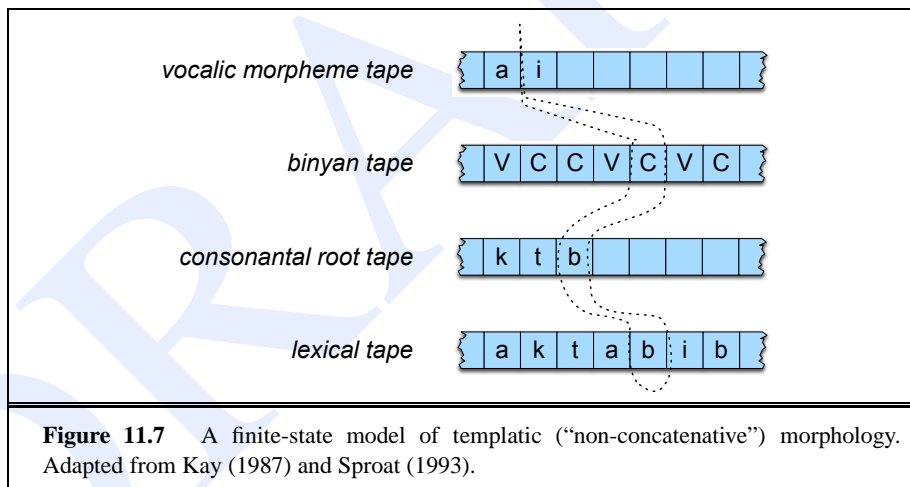 vocalic morpheme tape a i
binyan tape V C C V C V C
consonantal root tape k t b
lexical tape a k t a b i b
Figure 11.7 A finite-state model of templatic (“non-concatenative”) morphology.
Adapted from Kay (1987) and Sproat (1993).